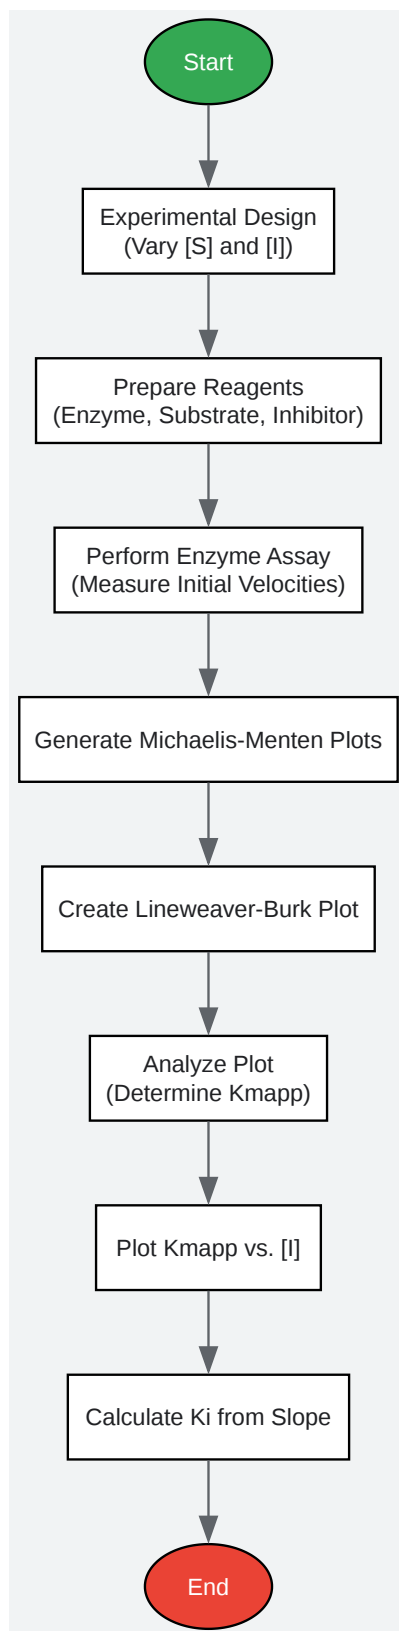 Start
Experimental Design
(Vary [S] and [I])
Prepare Reagents
(Enzyme, Substrate, Inhibitor)
Perform Enzyme Assay
(Measure Initial Velocities)
Generate Michaelis-Menten Plots
Create Lineweaver-Burk Plot
Analyze Plot
(Determine Kmapp)
Plot Kmapp vs. [I]
Calculate Ki from Slope
End